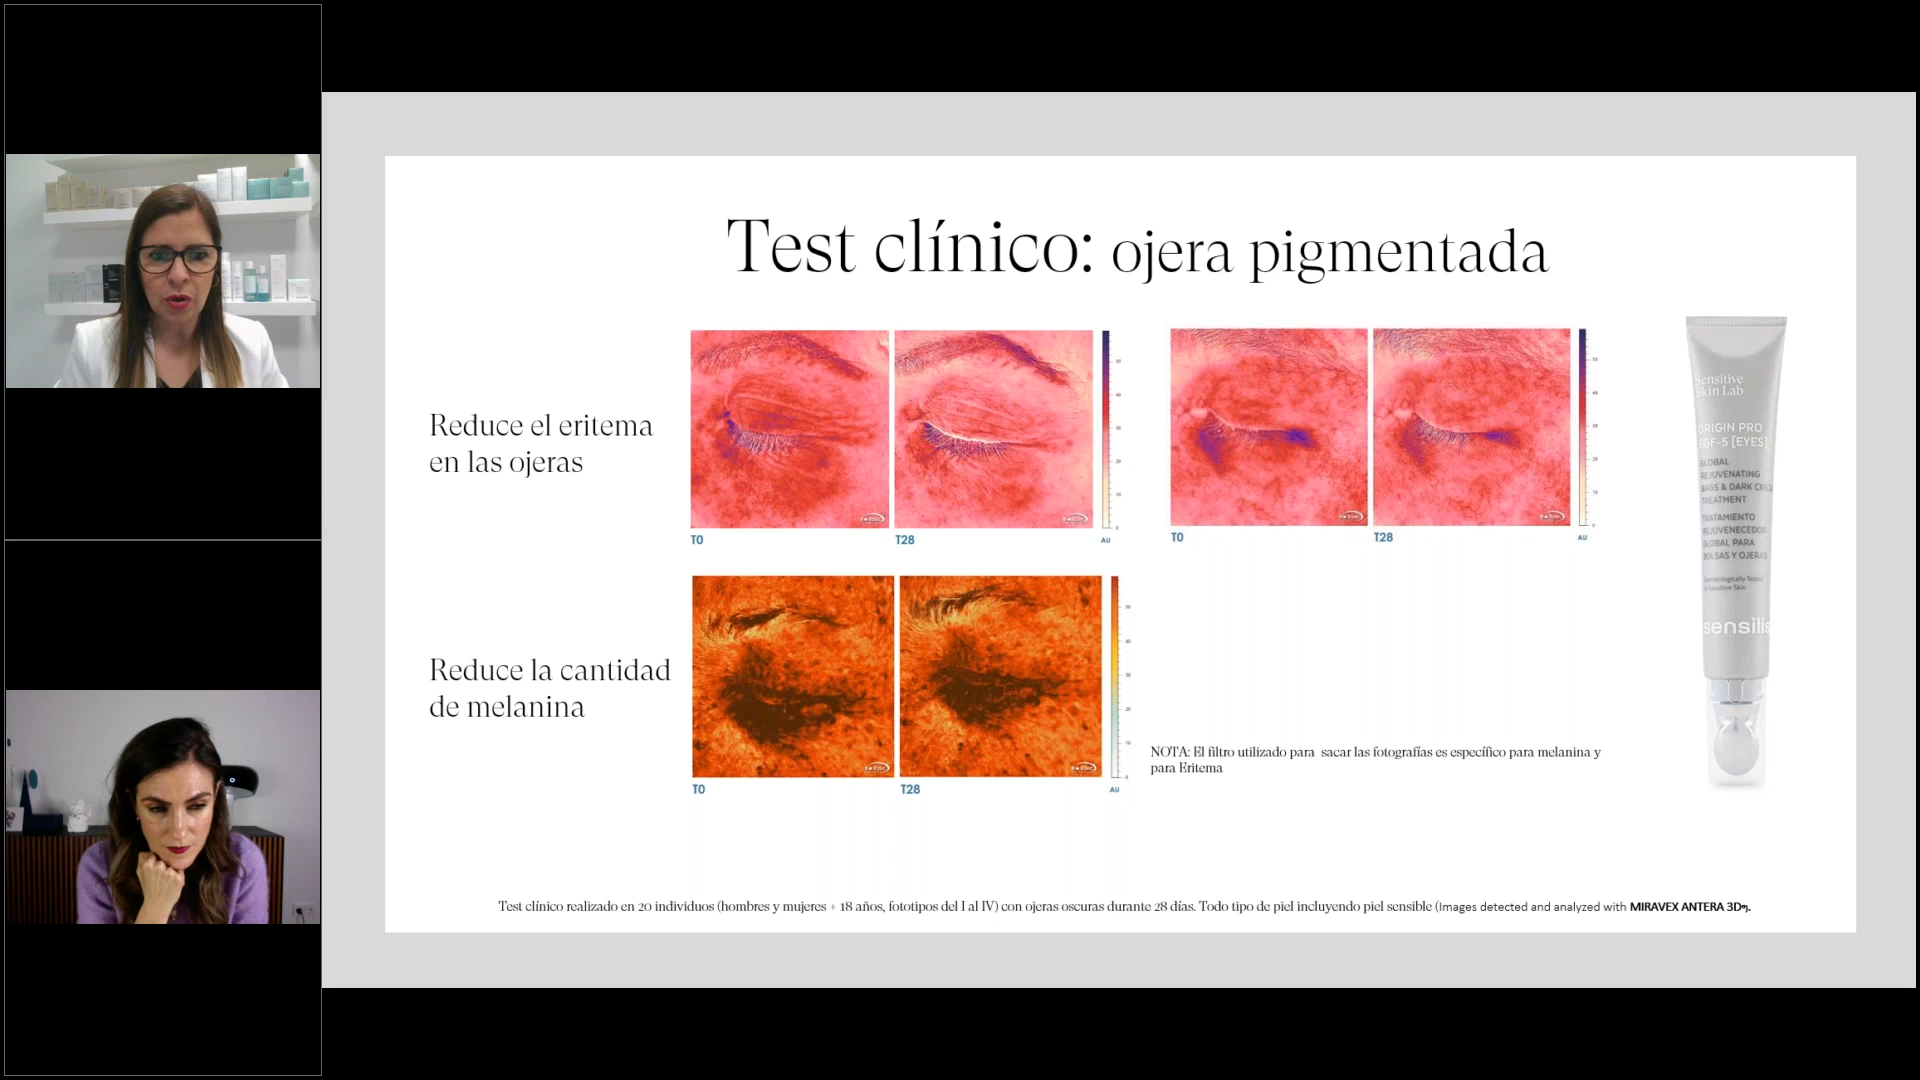 Test clínico: ojera pigmentada
Reduce el eritema
en las ojeras
T0
T28
AU
T0
T28
AU
Reduce la cantidad
de melanina
T0
T28
AU
NOTA: El filtro utilizado para sacar las fotografías es específico para melanina y
para Eritema
Sensitive
Skin Lab
ORIGIN PRO
EGF-5 [EYES]
GLOBAL
REJUVENATING
BAGS & DARK CIRC
TREATMENT
TRATAMIENTO
REJUVENECEDOR
GLOBAL PARA
BOLSAS Y OJERAS
sensilis
Test clínico realizado en 20 individuos (hombres y mujeres + 18 años, fototipos del I al IV) con ojeras oscuras durante 28 días. Todo tipo de piel incluyendo piel sensible (Images detected and analyzed with MIRAVEX ANTERA 3D®).